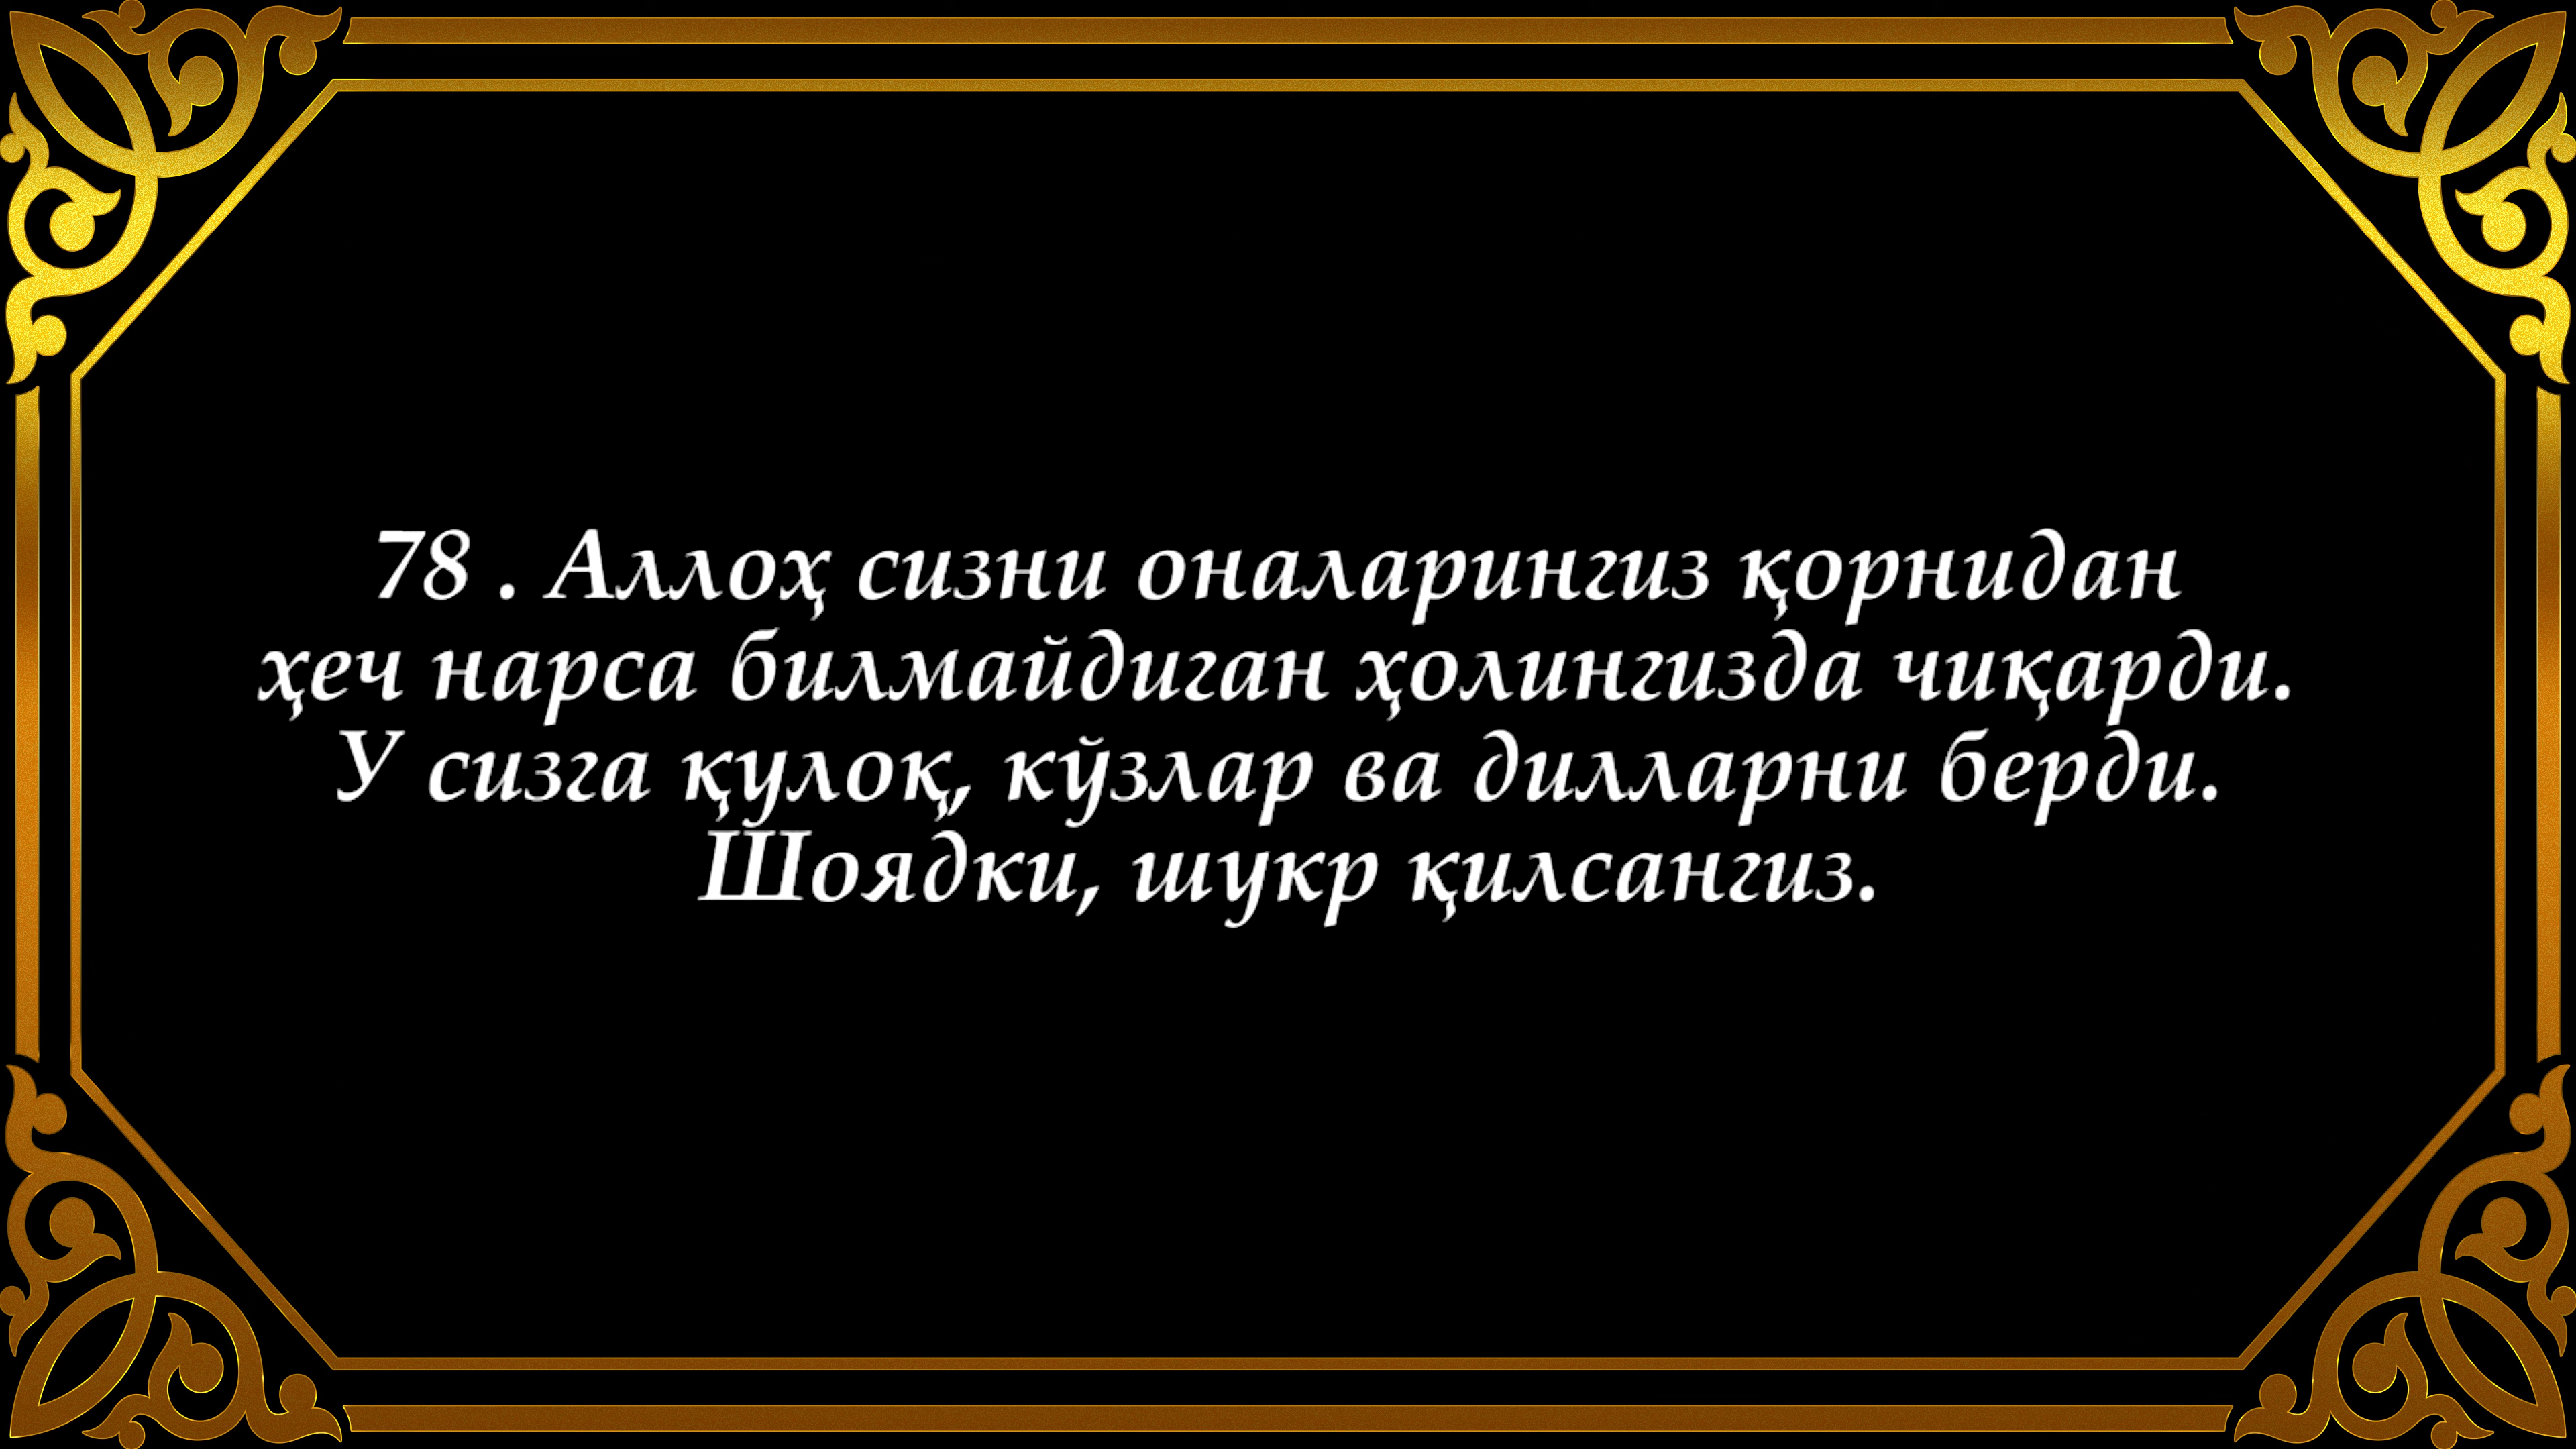 78 . Аллоҳ сизни оналарингиз қорнидан
ҳеч нарса билмайдиган ҳолингизда чиқарди.
У сизга қулоқ, кўзлар ва дилларни берди.
Шоядки, шукр қилсангиз.